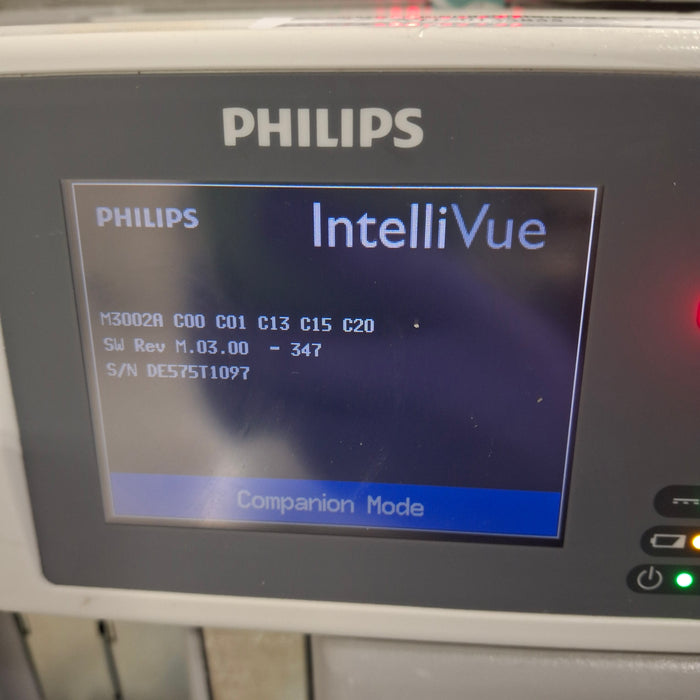 PHILIPS
PHILIPS IntelliVue
M3002A C00 C01 C13 C15 C20
SW Rev M.03.00 - 347
S/N DE575T1097
Companion Mode